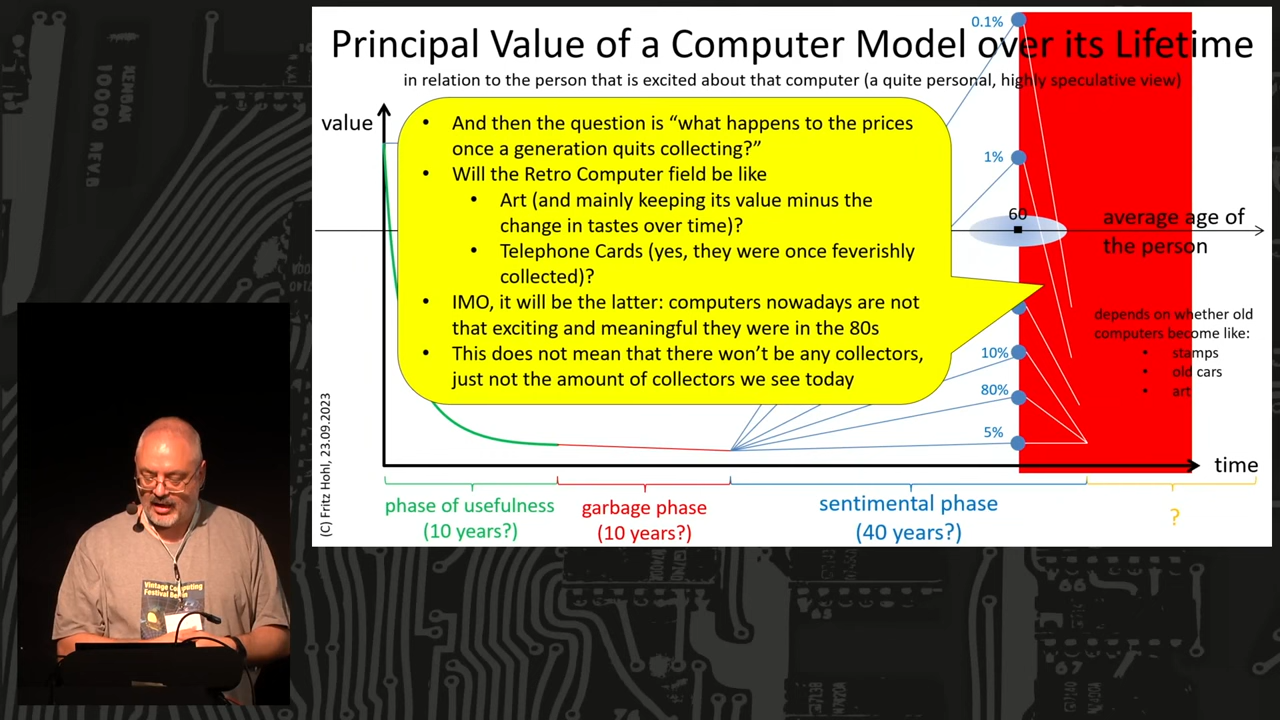 Principal Value of a Computer Model over its Lifetime
in relation to the person that is excited about that computer (a quite personal, highly speculative view)
value
0.1%
1%
60
average age of
the person
• And then the question is “what happens to the prices
once a generation quits collecting?”
• Will the Retro Computer field be like
• Art (and mainly keeping its value minus the
change in tastes over time)?
• Telephone Cards (yes, they were once feverishly
collected)?
• IMO, it will be the latter: computers nowadays are not
that exciting and meaningful they were in the 80s
• This does not mean that there won’t be any collectors,
just not the amount of collectors we see today
depends on whether old
computers become like:
• stamps
• old cars
• art
10%
80%
5%
time
phase of usefulness
(10 years?)
garbage phase
(10 years?)
sentimental phase
(40 years?)
?
(C) Fritz Hohl, 23.09.2023
Vintage Computing
Festival Berlin
10000 REV.B